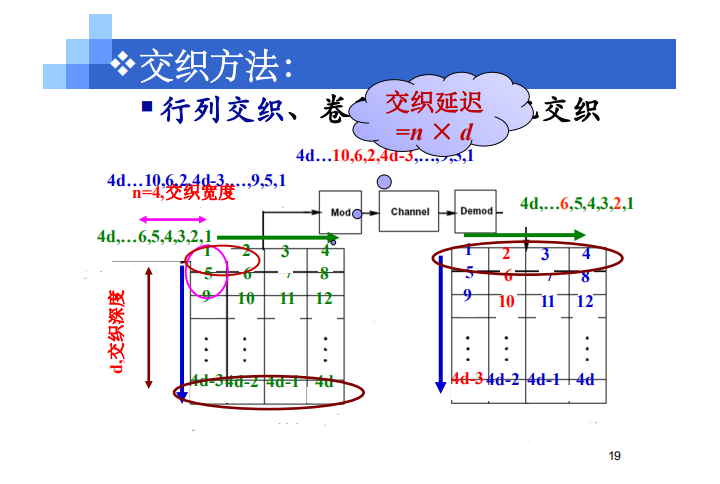 ❖交织方法:
▪行列交织、卷 交织
交织延迟
=n × d
4d…10,6,2,4d-3,…,9,5,1
4d…10,6,2,4d-3,…,9,5,1
n=4,交织宽度
Mod Channel Demod
4d,…6,5,4,3,2,1
4d,…6,5,4,3,2,1
1 2 3 4 1 2 3 4
5 6 7 8 5 6 7 8
9 10 11 12 9 10 11 12
d,交织深度
⋮ ⋮ ⋮ ⋮ ⋮ ⋮
4d-3 4d-2 4d-1 4d 4d-3 4d-2 4d-1 4d
19